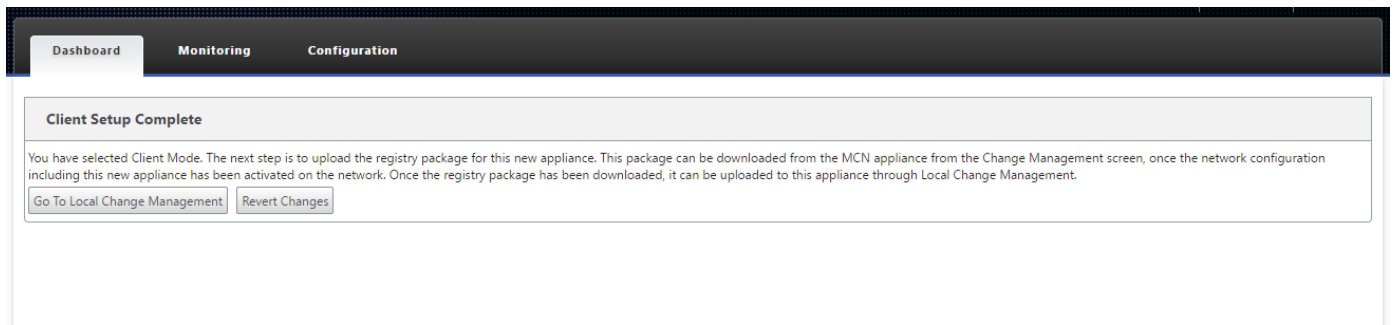 Dashboard Monitoring Configuration
Client Setup Complete
You have selected Client Mode. The next step is to upload the registry package for this new appliance. This package can be downloaded from the MCN appliance from the Change Management screen, once the network configuration
including this new appliance has been activated on the network. Once the registry package has been downloaded, it can be uploaded to this appliance through Local Change Management.
Go To Local Change Management Revert Changes